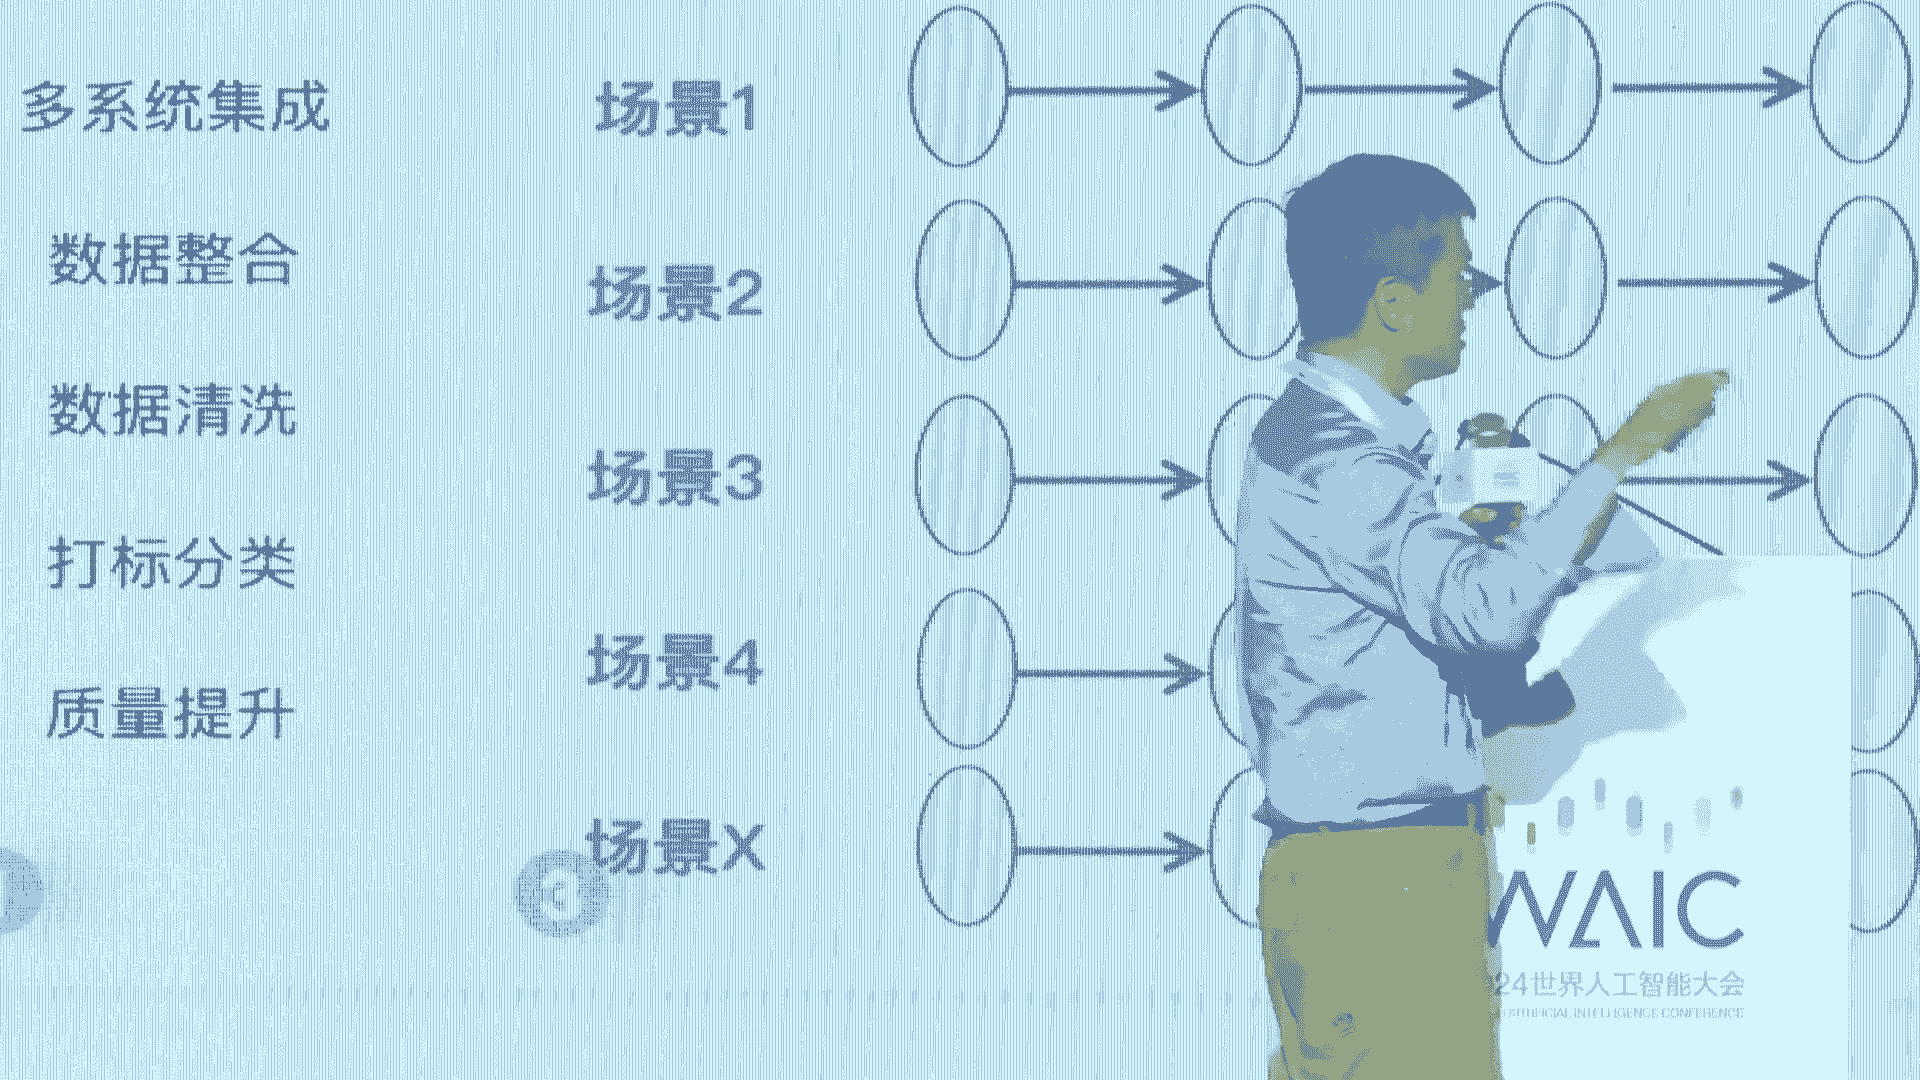 多系统集成
数据整合
数据清洗
打标分类
质量提升
场景1
场景2
场景3
场景4
场景X
3
WAIC
24世界人工智能大会
ARTIFICIAL INTELLIGENCE CONFERENCE